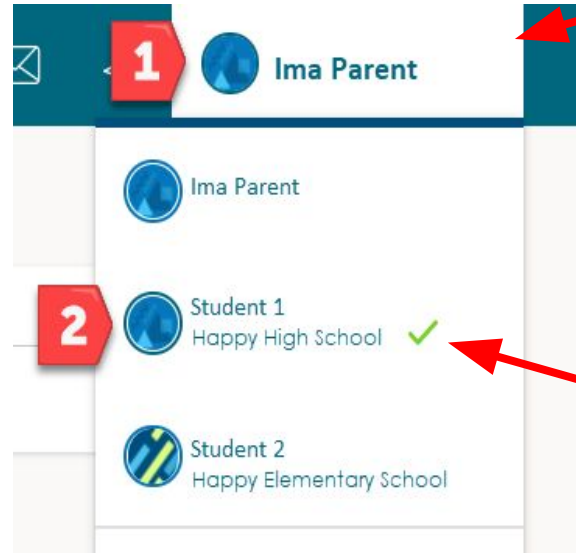 1
Ima Parent
Ima Parent
2
Student 1
Happy High School
Student 2
Happy Elementary School